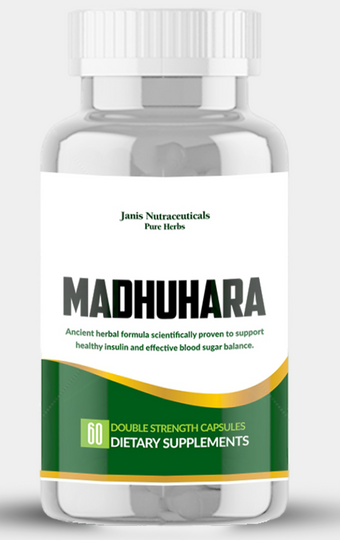 Janis Nutraceuticals
Pure Herbs
MADHUHARA
Ancient herbal formula scientifically proven to support
healthy insulin and effective blood sugar balance.
60 DOUBLE STRENGTH CAPSULES
DIETARY SUPPLEMENTS